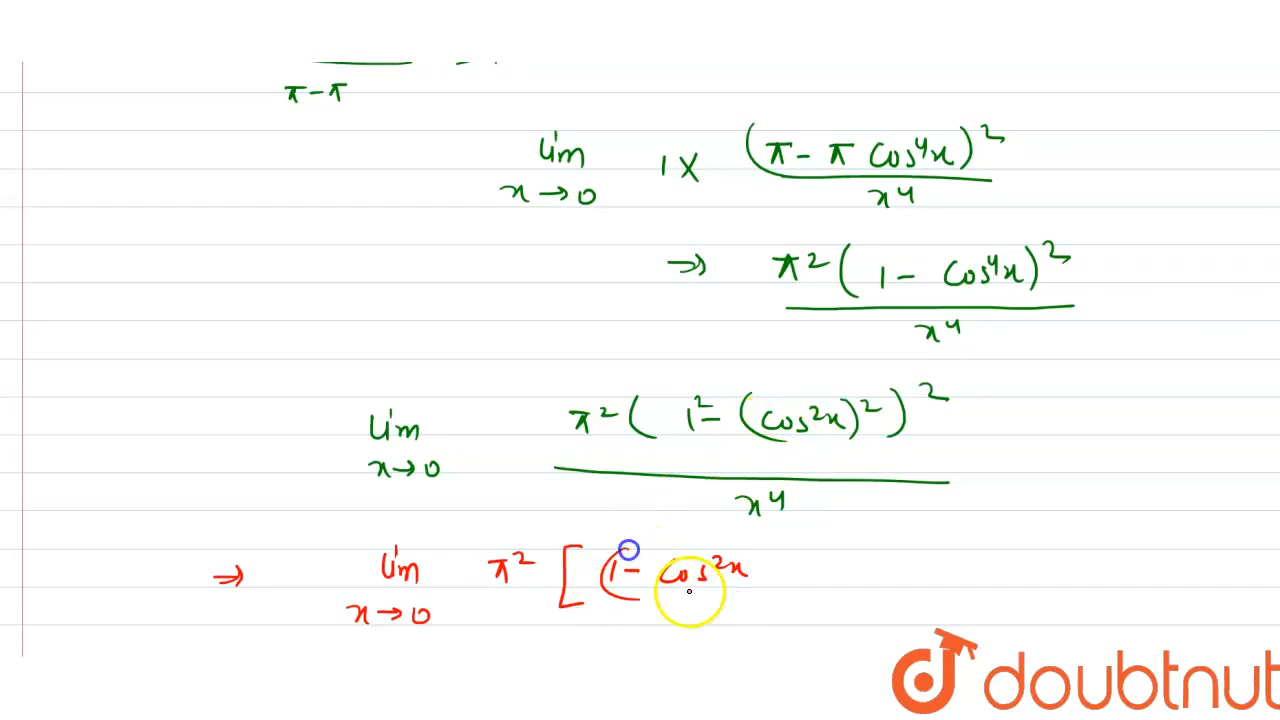 π - π
lim 1 × (π - π cos⁴x)²
x → 0 x⁴
⇒ π² ( 1 - cos⁴x )²
x⁴
lim π² ( 1² - (cos²x)² )²
x → 0 x⁴
⇒ lim π² [ (1 - cos²x
x → 0
doubtnut